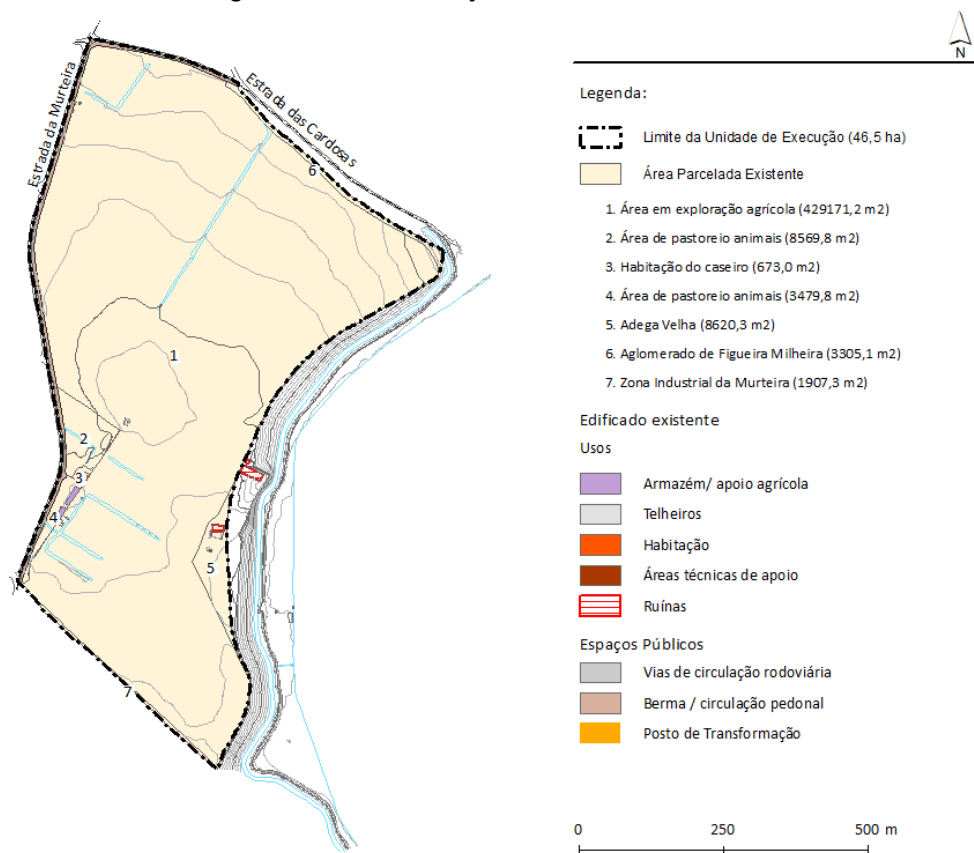 N
Estrada da Murteira
Estrada das Cardosas
6
1
2
3
4
5
7
Legenda:
Limite da Unidade de Execução (46,5 ha)
Área Parcelada Existente
1. Área em exploração agrícola (429171,2 m2)
2. Área de pastoreio animais (8569,8 m2)
3. Habitação do caseiro (673,0 m2)
4. Área de pastoreio animais (3479,8 m2)
5. Adega Velha (8620,3 m2)
6. Aglomerado de Figueira Milheira (3305,1 m2)
7. Zona Industrial da Murteira (1907,3 m2)
Edificado existente
Usos
Armazém/ apoio agrícola
Telheiros
Habitação
Áreas técnicas de apoio
Ruínas
Espaços Públicos
Vias de circulação rodoviária
Berma / circulação pedonal
Posto de Transformação
0 250 500 m